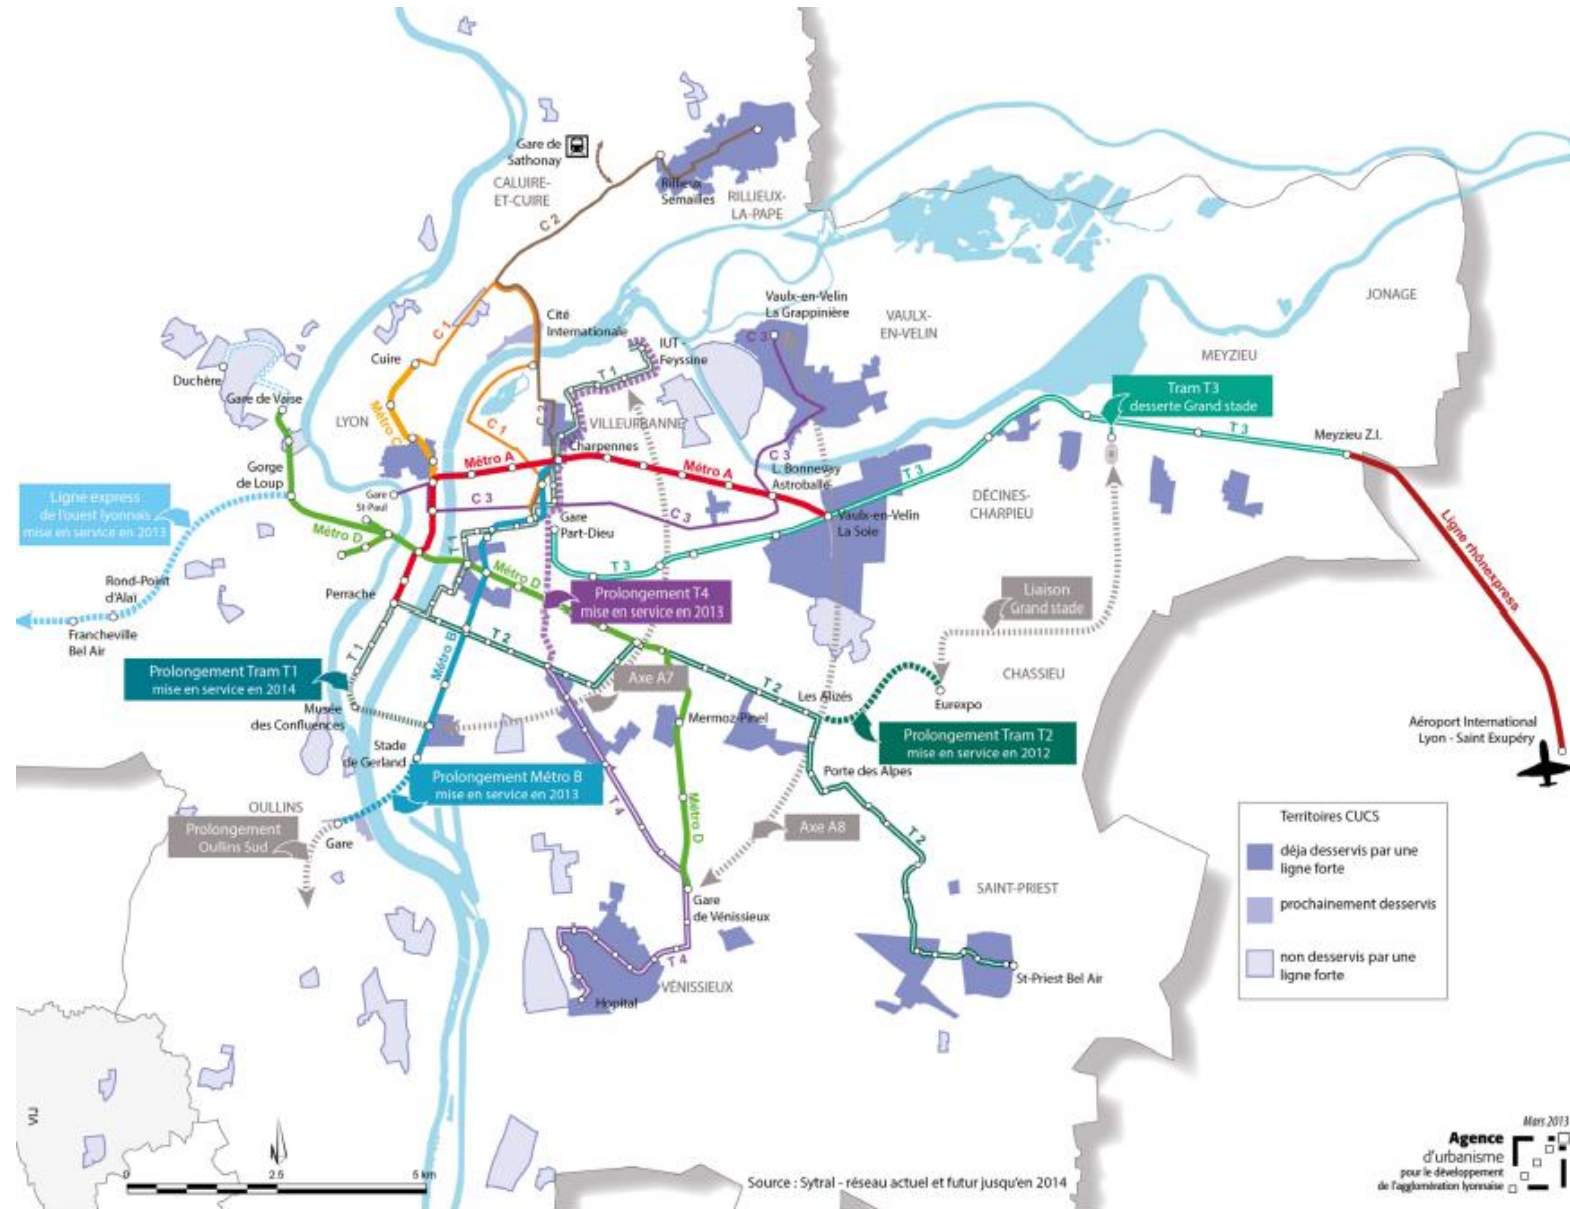 Gare de
Sathonay
CALUIRE-
ET-CUIRE
Rillieux
Semailles
RILLIEUX-
LA-PAPE
C 2
Vaulx-en-Velin
La Grappinière
VAULX-
EN-VELIN
JONAGE
MEYZIEU
Cité
Internationale
C 1
Cuire
IUT -
Feyssine
C 3
T 1
Duchère
Gare de Vaise
LYON
Métro C
C 1
C 2
VILLEURBANNE
Charpennes
Tram T3
desserte Grand stade
T 3
Meyzieu Z.I.
Gorge
de Loup
Métro A
Métro A
C 3
L. Bonnevay
Astroballe
T 3
Ligne express
de l'ouest lyonnais
mise en service en 2013
Gare
St Paul
C 3
C 3
DÉCINES-
CHARPIEU
Métro D
T 1
Gare
Part-Dieu
Vaulx-en-Velin
La Soie
Ligne rhônexpress
T 3
Rond-Point
d'Alaï
Perrache
Métro D
Prolongement T4
mise en service en 2013
Liaison
Grand stade
Francheville
Bel Air
T 1
Métro B
T 2
Prolongement Tram T1
mise en service en 2014
Axe A7
T 2
Les Alizés
CHASSIEU
Eurexpo
Musée
des Confluences
Mermoz-Pinel
Aéroport International
Lyon - Saint Exupéry
Stade
de Gerland
Prolongement Tram T2
mise en service en 2012
Prolongement Métro B
mise en service en 2013
Porte des Alpes
OULLINS
Prolongement
Oullins Sud
Gare
T 4
Métro D
Axe A8
T 2
Territoires CUCS
déja desservis par une
ligne forte
prochainement desservis
non desservis par une
ligne forte
SAINT-PRIEST
Gare
de Vénissieux
T 4
St-Priest Bel Air
VÉNISSIEUX
Hopital
0
2.5
5 km
Source : Sytral - réseau actuel et futur jusqu'en 2014
Mars 2013
Agence
d'urbanisme
pour le développement
de l'agglomération lyonnaise